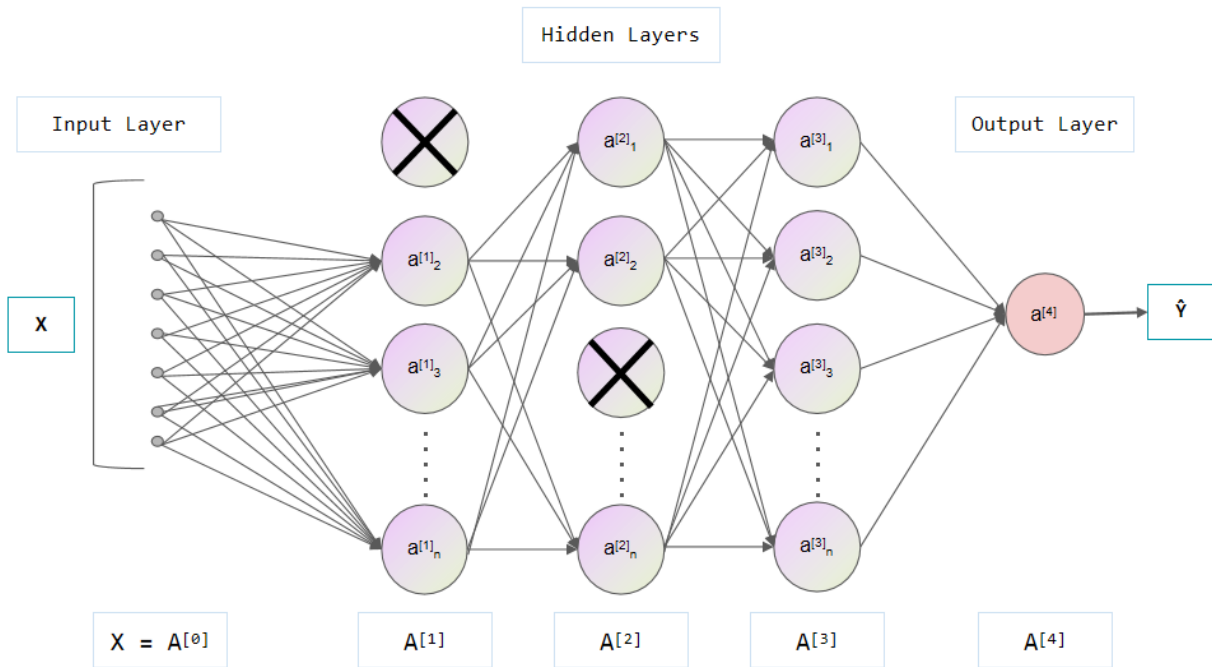 Hidden Layers
Input Layer
Output Layer
X
a[1]2
a[1]3
a[1]n
a[2]1
a[2]2
a[2]n
a[3]1
a[3]2
a[3]3
a[3]n
a[4]
Ŷ
X = A[0]
A[1]
A[2]
A[3]
A[4]